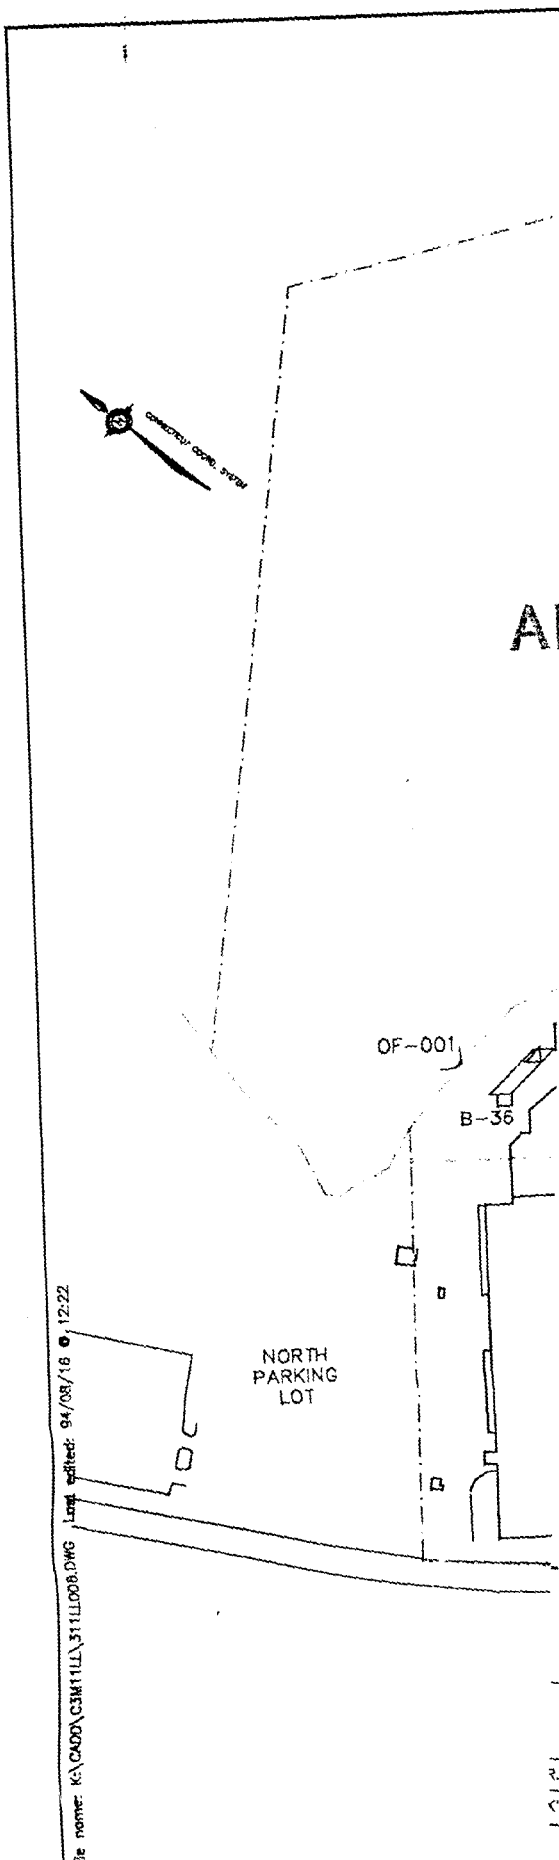 CONNECTICUT COORD. SYSTEM
OF-001
B-36
NORTH
PARKING
LOT
name: K:\CADD\C3M11LL\311LL008.DWG Last edited: 94/08/16 @ 12:22